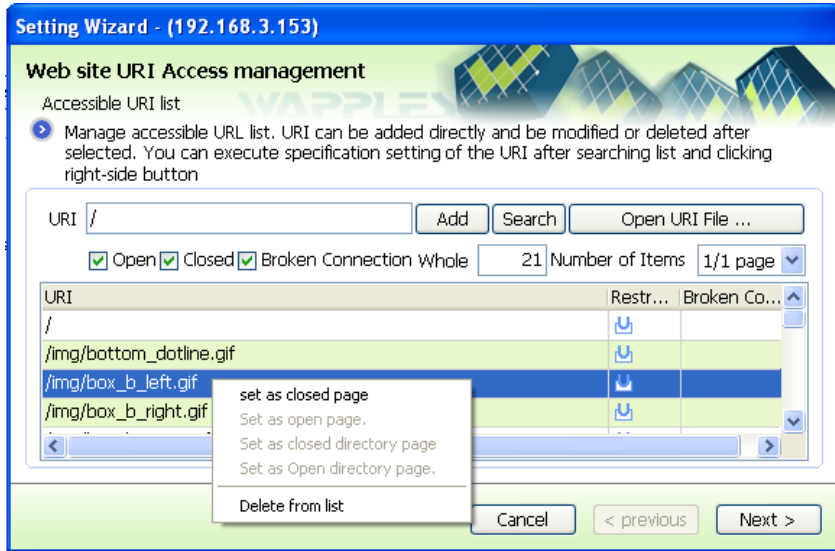 Setting Wizard - (192.168.3.153)
Web site URI Access management
WAPPLES
Accessible URI list
Manage accessible URL list. URI can be added directly and be modified or deleted after
selected. You can execute specification setting of the URI after searching list and clicking
right-side button
URI / Add Search Open URI File ...
Open Closed Broken Connection Whole 21 Number of Items 1/1 page
URI Restr... Broken Co...
/
/img/bottom_dotline.gif
/img/box_b_left.gif
/img/box_b_right.gif
set as closed page
Set as open page.
Set as closed directory page
Set as Open directory page.
Delete from list
Cancel < previous Next >